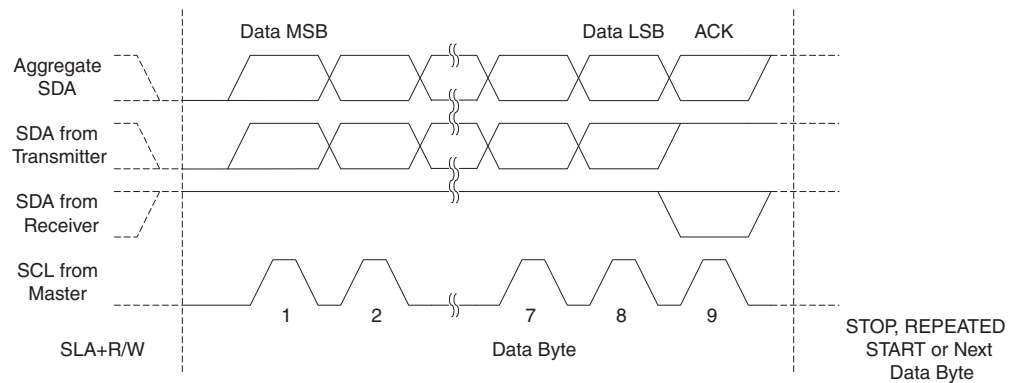 Data MSB
Data LSB
ACK
Aggregate
SDA
SDA from
Transmitter
SDA from
Receiver
SCL from
Master
1
2
7
8
9
SLA+R/W
Data Byte
STOP, REPEATED
START or Next
Data Byte